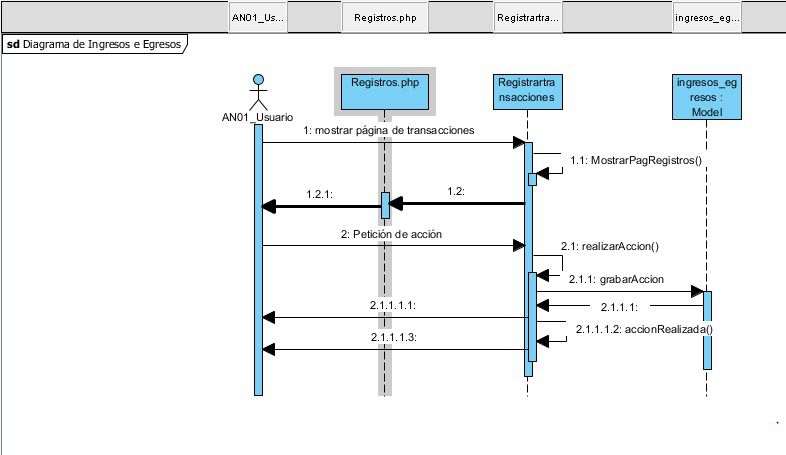 AN01_Us...
Registros.php
Registrartra...
ingresos_eg...
sd Diagrama de Ingresos e Egresos
AN01_Usuario
Registros.php
Registrartra
nsacciones
ingresos_eg
resos :
Model
1: mostrar página de transacciones
1.1: MostrarPagRegistros()
1.2:
1.2.1:
2: Petición de acción
2.1: realizarAccion()
2.1.1: grabarAccion
2.1.1.1:
2.1.1.1.1:
2.1.1.1.2: accionRealizada()
2.1.1.1.3: